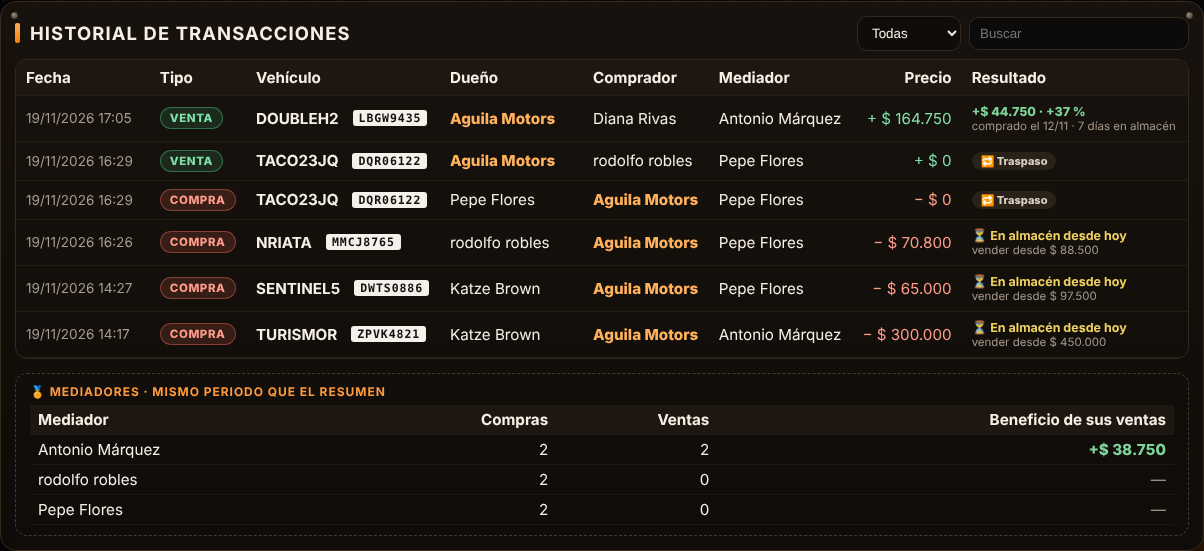 HISTORIAL DE TRANSACCIONES Todas Buscar
Fecha Tipo Vehículo Dueño Comprador Mediador Precio Resultado
19/11/2026 17:05 VENTA DOUBLEH2 LBGW9435 Aguila Motors Diana Rivas Antonio Márquez + $ 164.750 +$ 44.750 · +37 %
comprado el 12/11 · 7 días en almacén
19/11/2026 16:29 VENTA TACO23JQ DQR06122 Aguila Motors rodolfo robles Pepe Flores + $ 0 🔁 Traspaso
19/11/2026 16:29 COMPRA TACO23JQ DQR06122 Pepe Flores Aguila Motors Pepe Flores − $ 0 🔁 Traspaso
19/11/2026 16:26 COMPRA NRIATA MMCJ8765 rodolfo robles Aguila Motors Pepe Flores − $ 70.800 ⏳ En almacén desde hoy
vender desde $ 88.500
19/11/2026 14:27 COMPRA SENTINEL5 DWTS0886 Katze Brown Aguila Motors Pepe Flores − $ 65.000 ⏳ En almacén desde hoy
vender desde $ 97.500
19/11/2026 14:17 COMPRA TURISMOR ZPVK4821 Katze Brown Aguila Motors Antonio Márquez − $ 300.000 ⏳ En almacén desde hoy
vender desde $ 450.000
🏅 MEDIADORES · MISMO PERIODO QUE EL RESUMEN
Mediador Compras Ventas Beneficio de sus ventas
Antonio Márquez 2 2 +$ 38.750
rodolfo robles 2 0 —
Pepe Flores 2 0 —